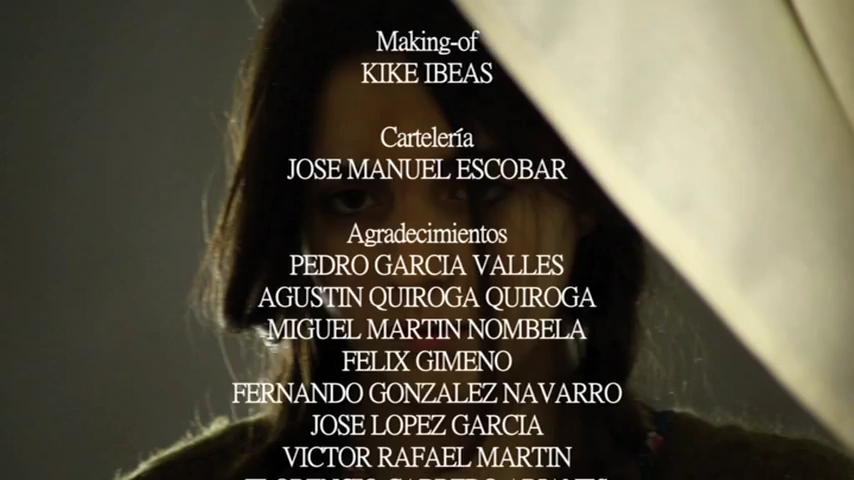 Making-of
KIKE IBEAS
Cartelería
JOSE MANUEL ESCOBAR
Agradecimientos
PEDRO GARCIA VALLES
AGUSTIN QUIROGA QUIROGA
MIGUEL MARTIN NOMBELA
FELIX GIMENO
FERNANDO GONZALEZ NAVARRO
JOSE LOPEZ GARCIA
VICTOR RAFAEL MARTIN